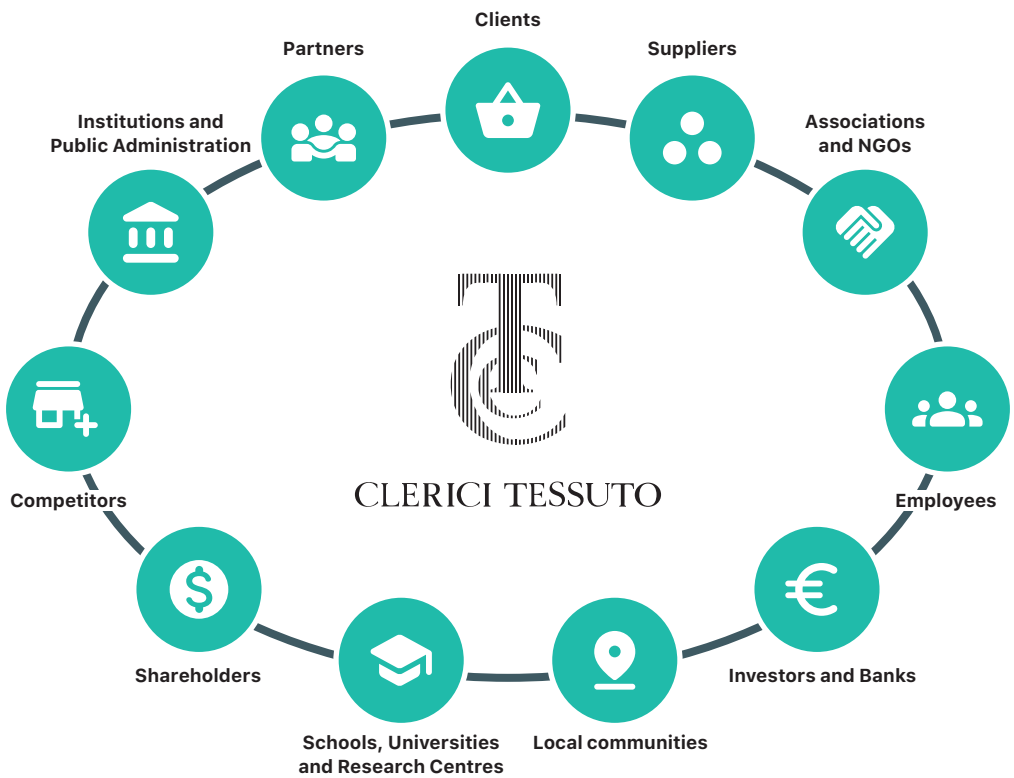 Clients
Partners
Suppliers
Institutions and
Public Administration
Associations
and NGOs
CLERICI TESSUTO
Competitors
Employees
Shareholders
Investors and Banks
Schools, Universities
and Research Centres
Local communities